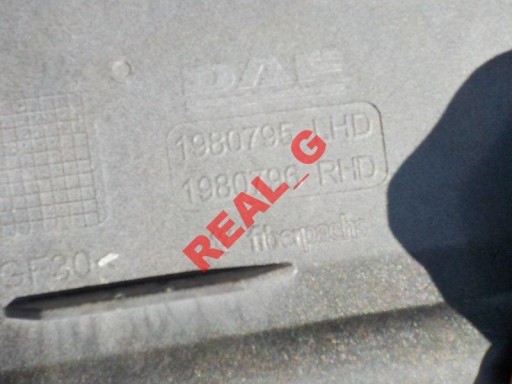 DAF
1980795 LHD
1980796 RHD
REAL_G
fiberpachs
GF30